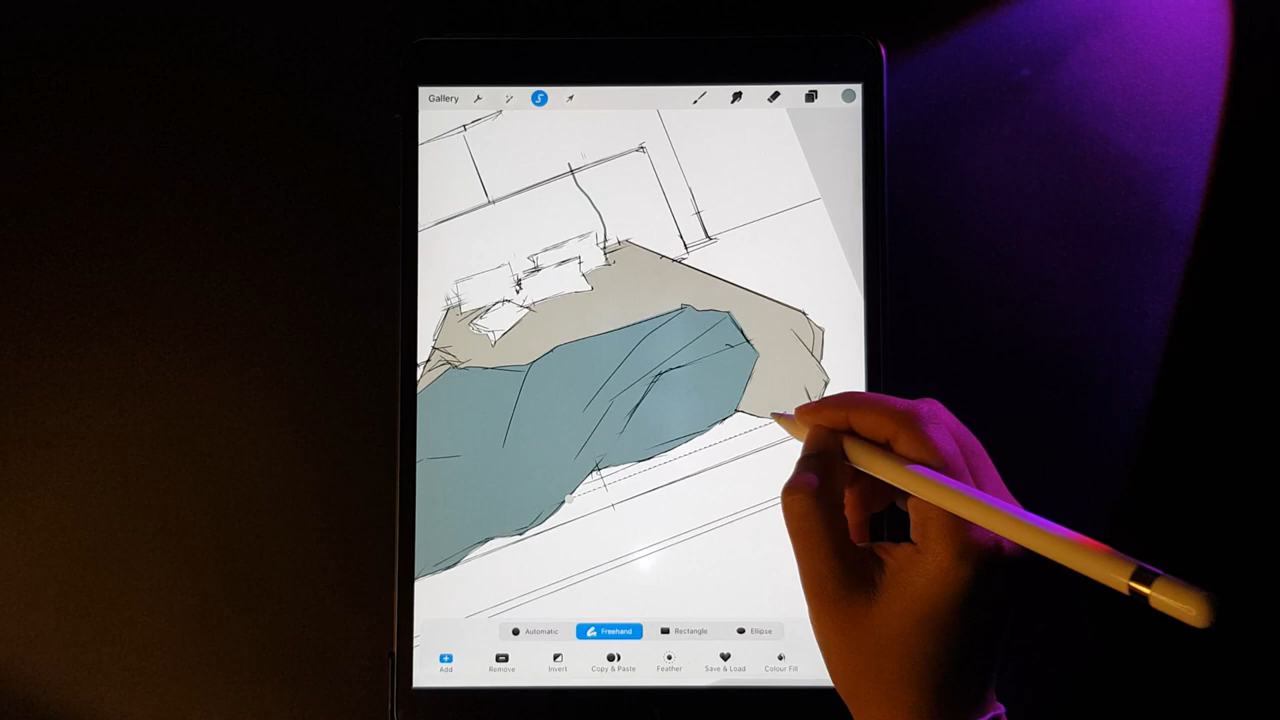 Gallery
Automatic Freehand Rectangle Ellipse
Add Remove Invert Copy & Paste Feather Save & Load Colour Fill